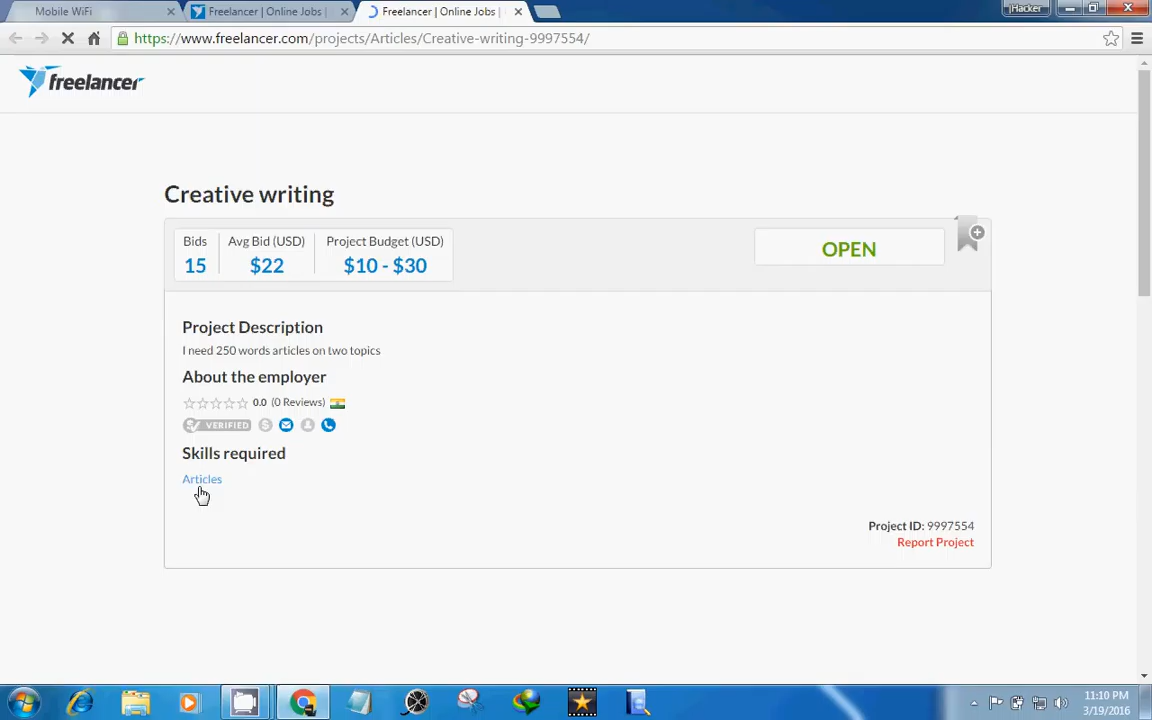 Mobile WiFi
Freelancer | Online Jobs |
Freelancer | Online Jobs |
jHacker
https://www.freelancer.com/projects/Articles/Creative-writing-9997554/
freelancer
Creative writing
Bids
Avg Bid (USD)
Project Budget (USD)
15
$22
$10 - $30
OPEN
Project Description
I need 250 words articles on two topics
About the employer
0.0 (0 Reviews)
VERIFIED
Skills required
Articles
Project ID: 9997554
Report Project
11:10 PM
3/19/2016